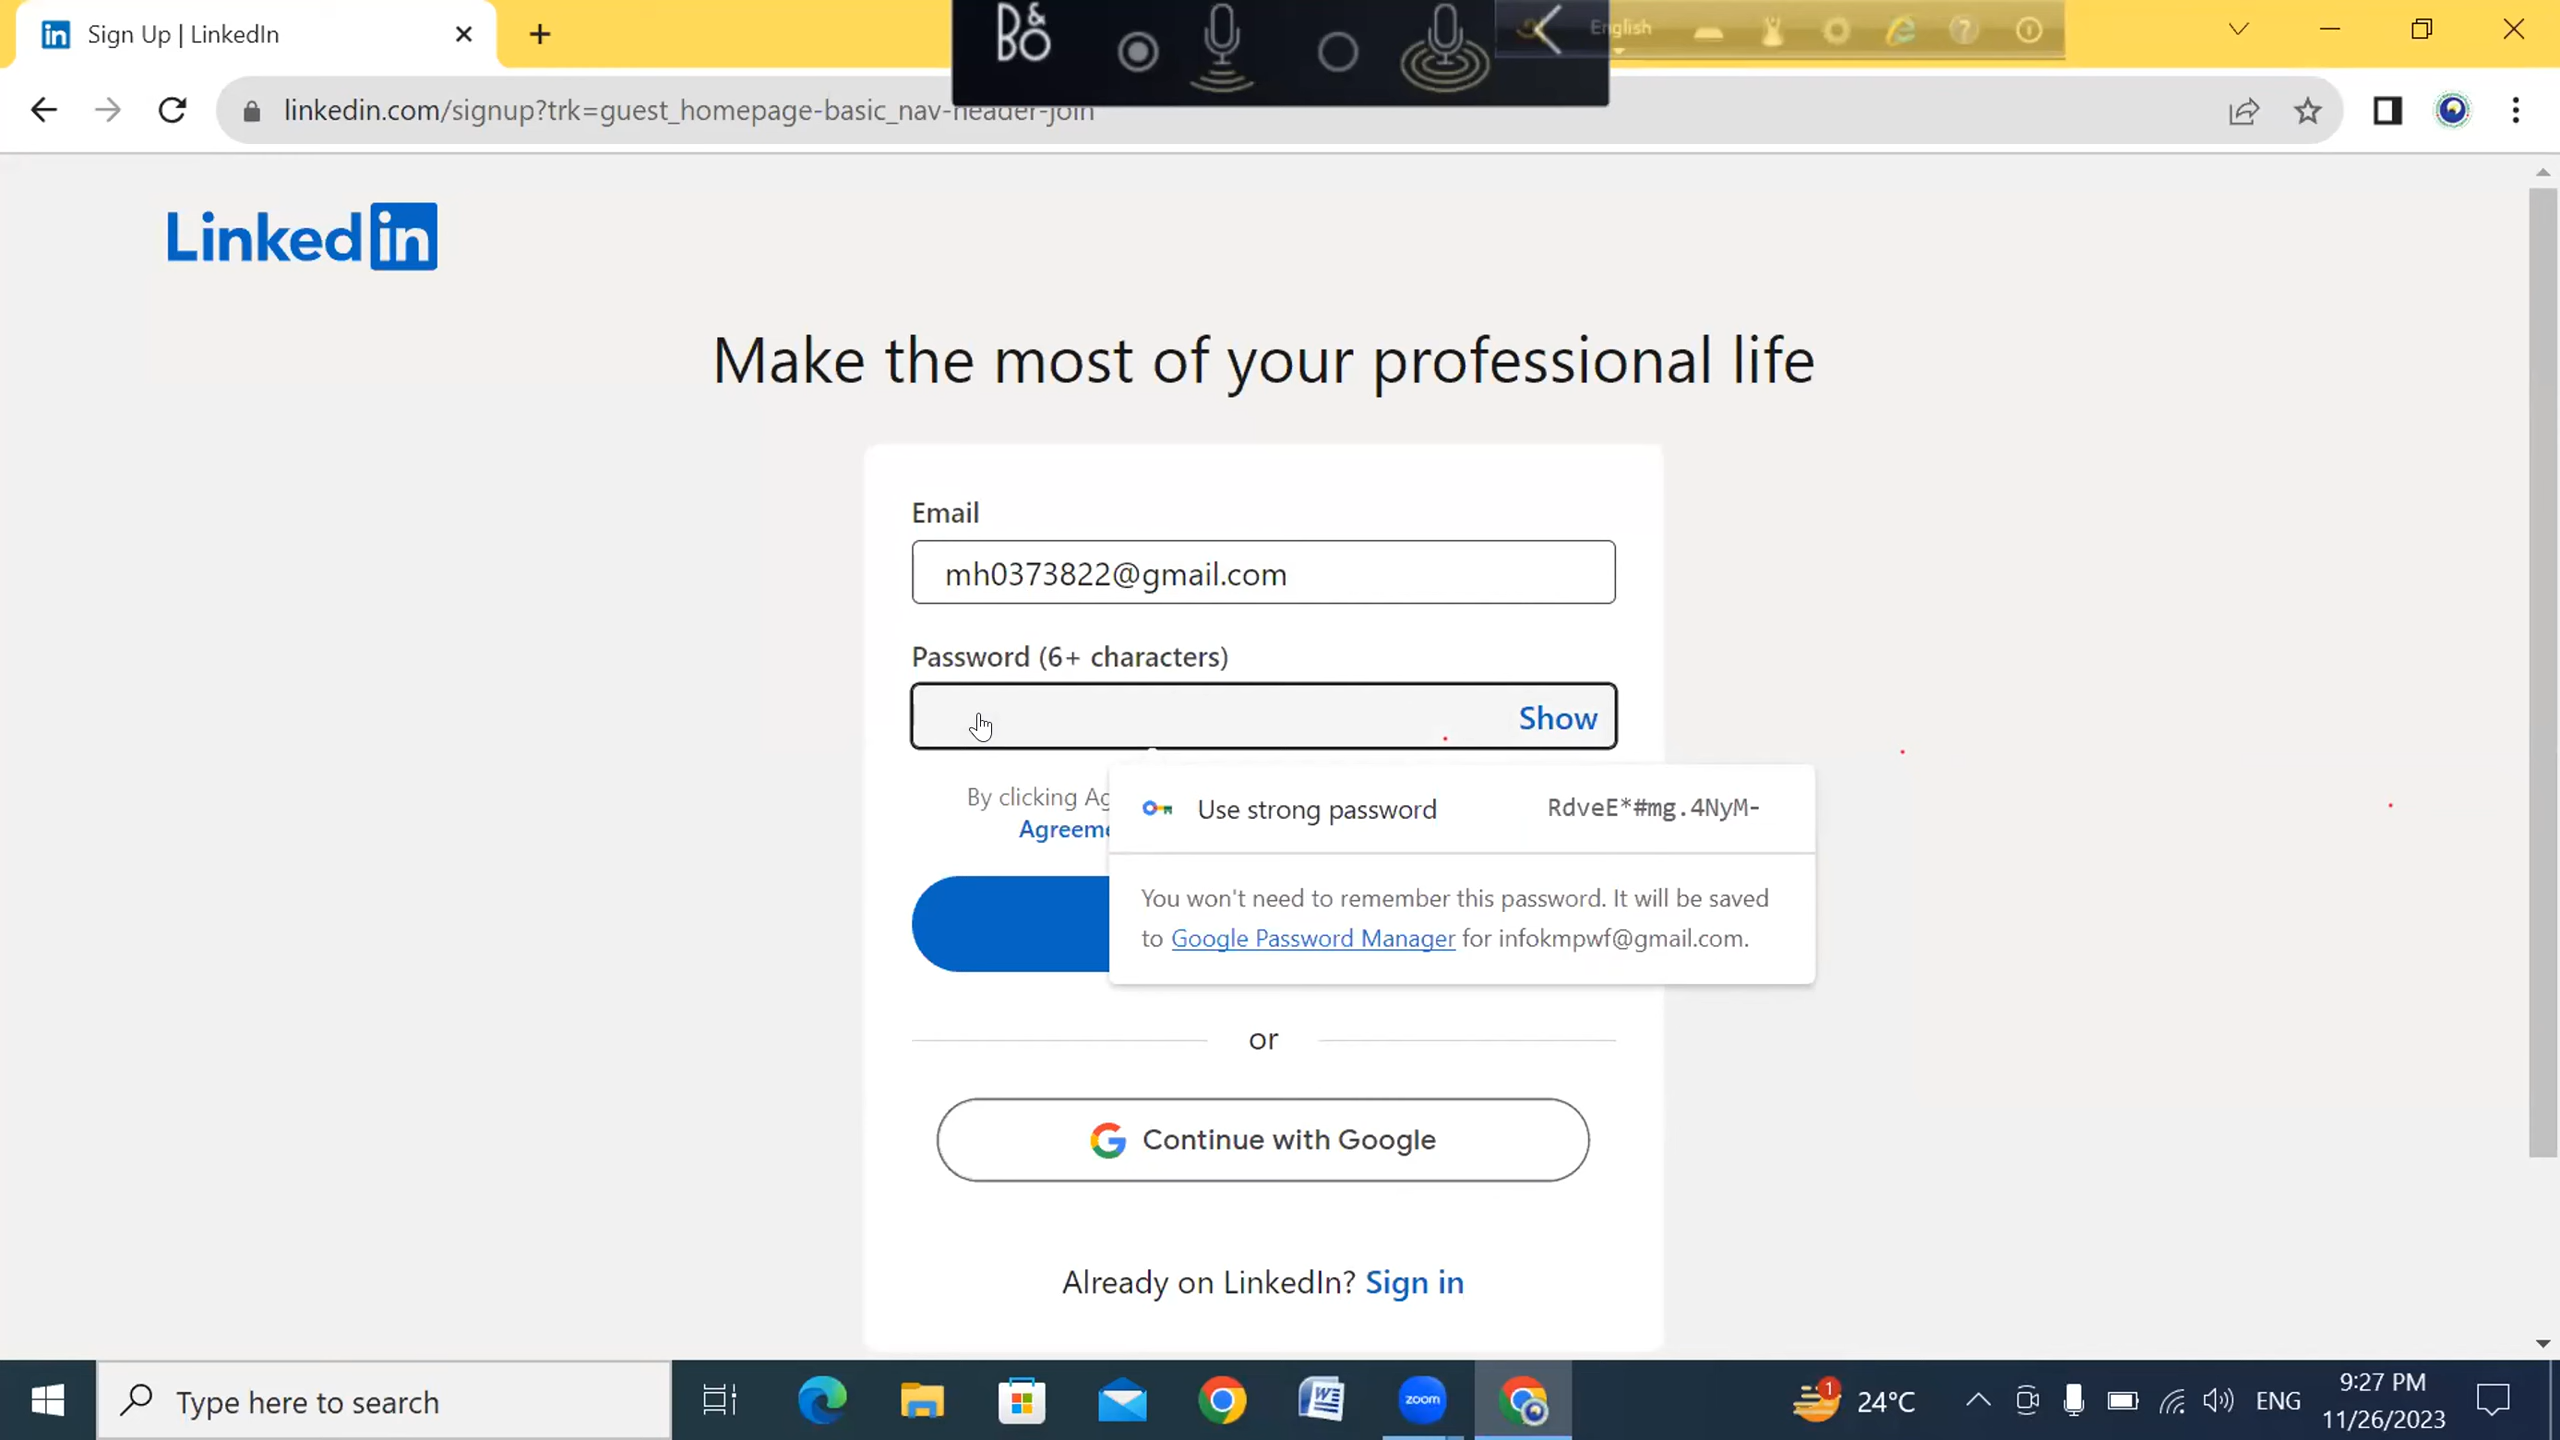 Sign Up | LinkedIn
B&O
English
linkedin.com/signup?trk=guest_homepage-basic_nav-header-join
Linkedin
Make the most of your professional life
Email
mh0373822@gmail.com
Password (6+ characters)
Show
By clicking Ag
Agreeme
Use strong password RdveE*#mg.4NyM-
You won't need to remember this password. It will be saved
to Google Password Manager for infokmpwf@gmail.com.
or
Continue with Google
Already on LinkedIn? Sign in
Type here to search
zoom
1
24°C
ENG
9:27 PM
11/26/2023